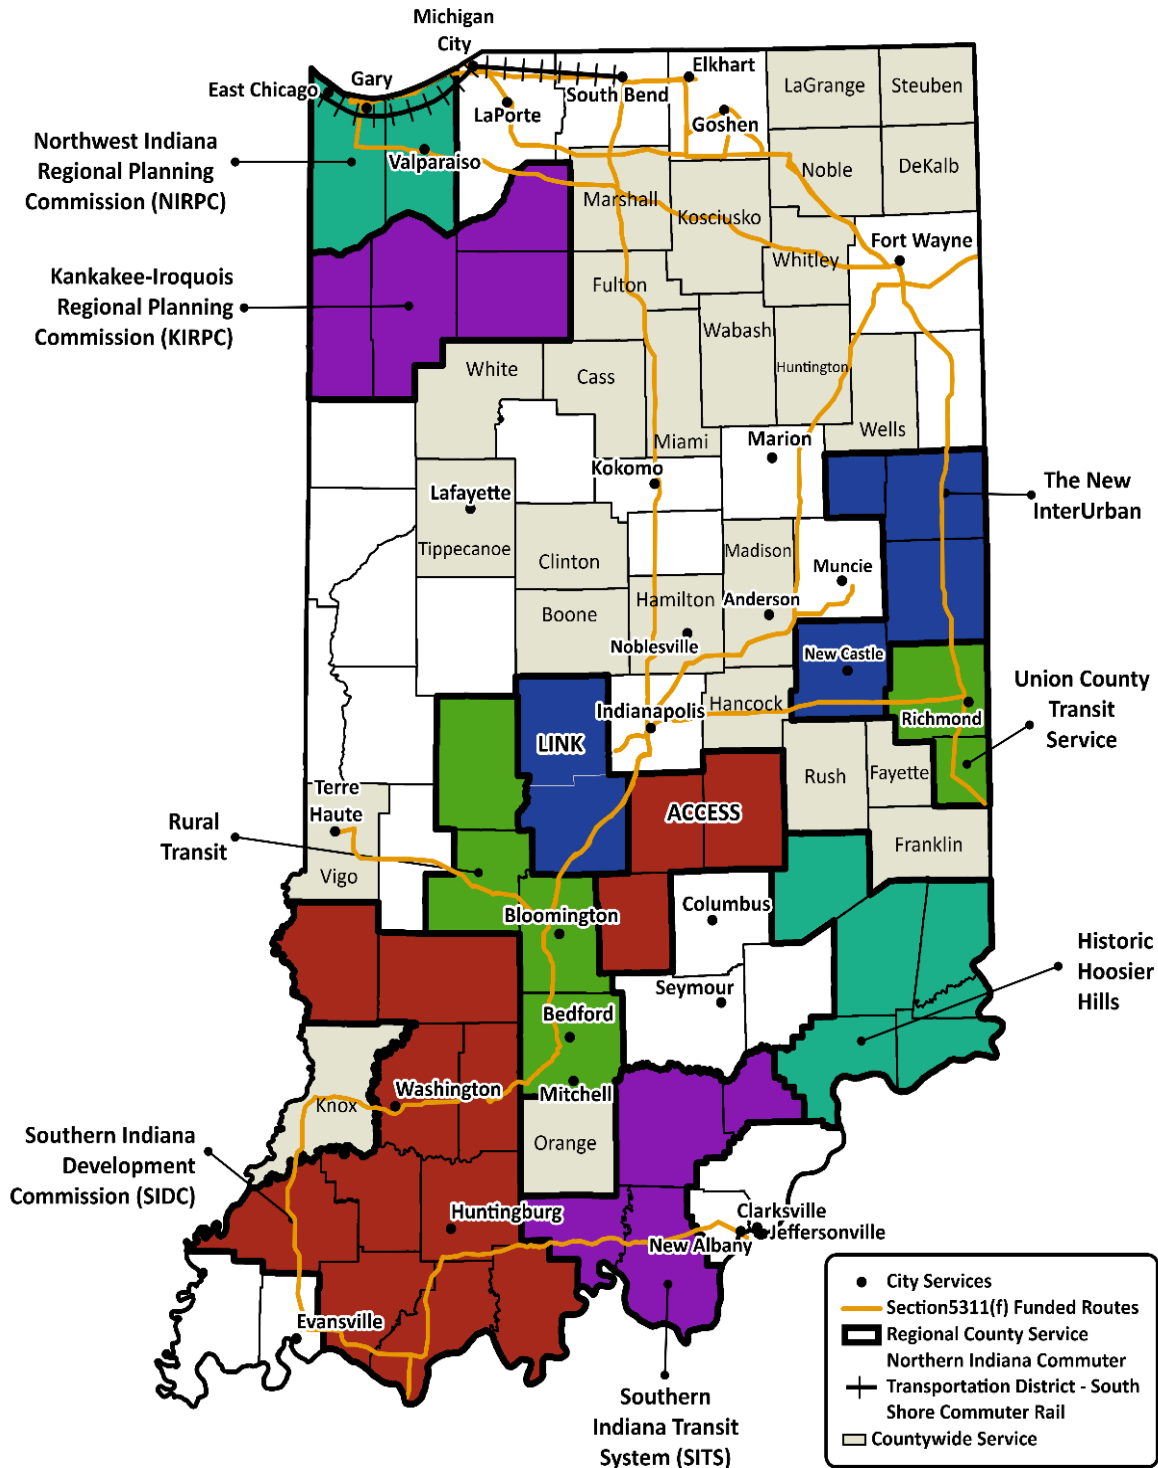 Michigan
City
Elkhart
East Chicago
Gary
South Bend
LaGrange
Steuben
LaPorte
Goshen
Northwest Indiana
Regional Planning
Commission (NIRPC)
Valparaiso
Noble
DeKalb
Marshall
Kosciusko
Fort Wayne
Whitley
Kankakee-Iroquois
Regional Planning
Commission (KIRPC)
Fulton
Wabash
White
Cass
Huntington
Miami
Marion
Wells
Kokomo
Lafayette
The New
InterUrban
Tippecanoe
Clinton
Madison
Muncie
Boone
Hamilton
Anderson
Noblesville
New Castle
Union County
Transit
Service
Hancock
Indianapolis
Richmond
LINK
Rush
Fayette
Terre
Haute
ACCESS
Rural
Transit
Franklin
Vigo
Columbus
Bloomington
Historic
Hoosier
Hills
Seymour
Bedford
Washington
Mitchell
Knox
Orange
Southern Indiana
Development
Commission (SIDC)
Huntingburg
Clarksville
Jeffersonville
New Albany
Evansville
Southern
Indiana Transit
System (SITS)
City Services
Section5311(f) Funded Routes
Regional County Service
Northern Indiana Commuter
Transportation District - South
Shore Commuter Rail
Countywide Service